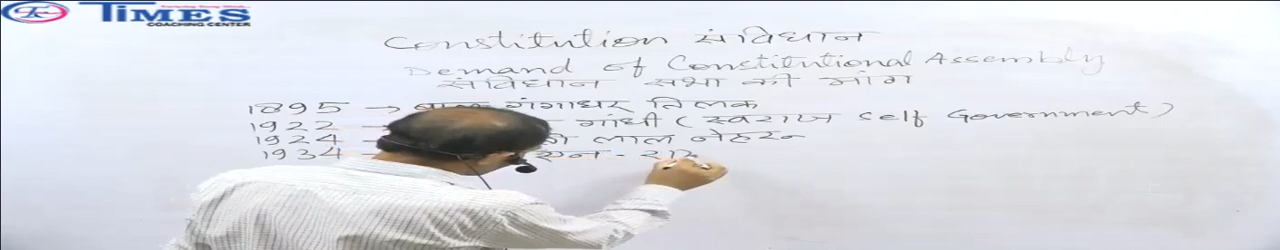 TIMES
COACHING CENTER
Constitution संविधान
Demand of Constitutional Assembly
संविधान सभा की मांग
1895 → बाल गंगाधर तिलक
1922 → गांधी ( स्वराज Self Government )
1924 लाल नेहरू
1934